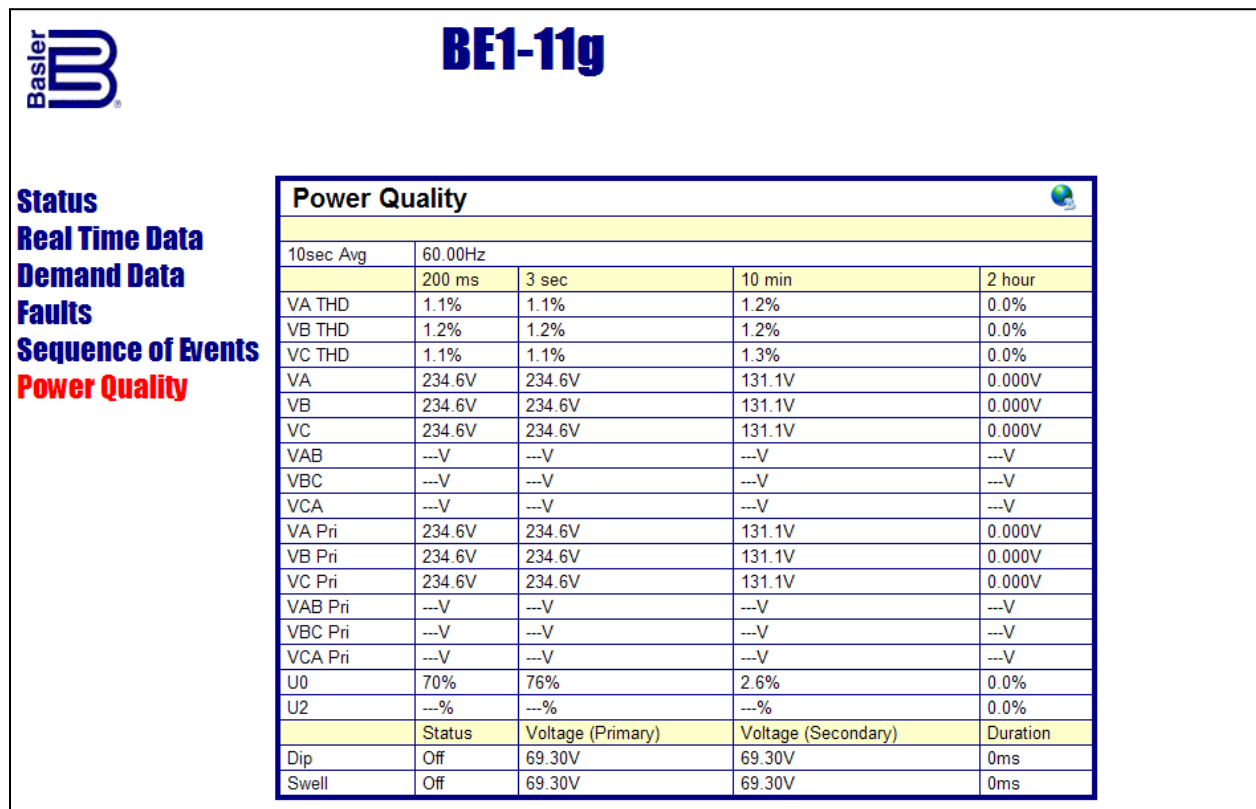 Basler
BE1-11g
Status
Real Time Data
Demand Data
Faults
Sequence of Events
Power Quality
Power Quality
10sec Avg 60.00Hz
200 ms 3 sec 10 min 2 hour
VA THD 1.1% 1.1% 1.2% 0.0%
VB THD 1.2% 1.2% 1.2% 0.0%
VC THD 1.1% 1.1% 1.3% 0.0%
VA 234.6V 234.6V 131.1V 0.000V
VB 234.6V 234.6V 131.1V 0.000V
VC 234.6V 234.6V 131.1V 0.000V
VAB ---V ---V ---V ---V
VBC ---V ---V ---V ---V
VCA ---V ---V ---V ---V
VA Pri 234.6V 234.6V 131.1V 0.000V
VB Pri 234.6V 234.6V 131.1V 0.000V
VC Pri 234.6V 234.6V 131.1V 0.000V
VAB Pri ---V ---V ---V ---V
VBC Pri ---V ---V ---V ---V
VCA Pri ---V ---V ---V ---V
U0 70% 76% 2.6% 0.0%
U2 ---% ---% ---% 0.0%
Status Voltage (Primary) Voltage (Secondary) Duration
Dip Off 69.30V 69.30V 0ms
Swell Off 69.30V 69.30V 0ms